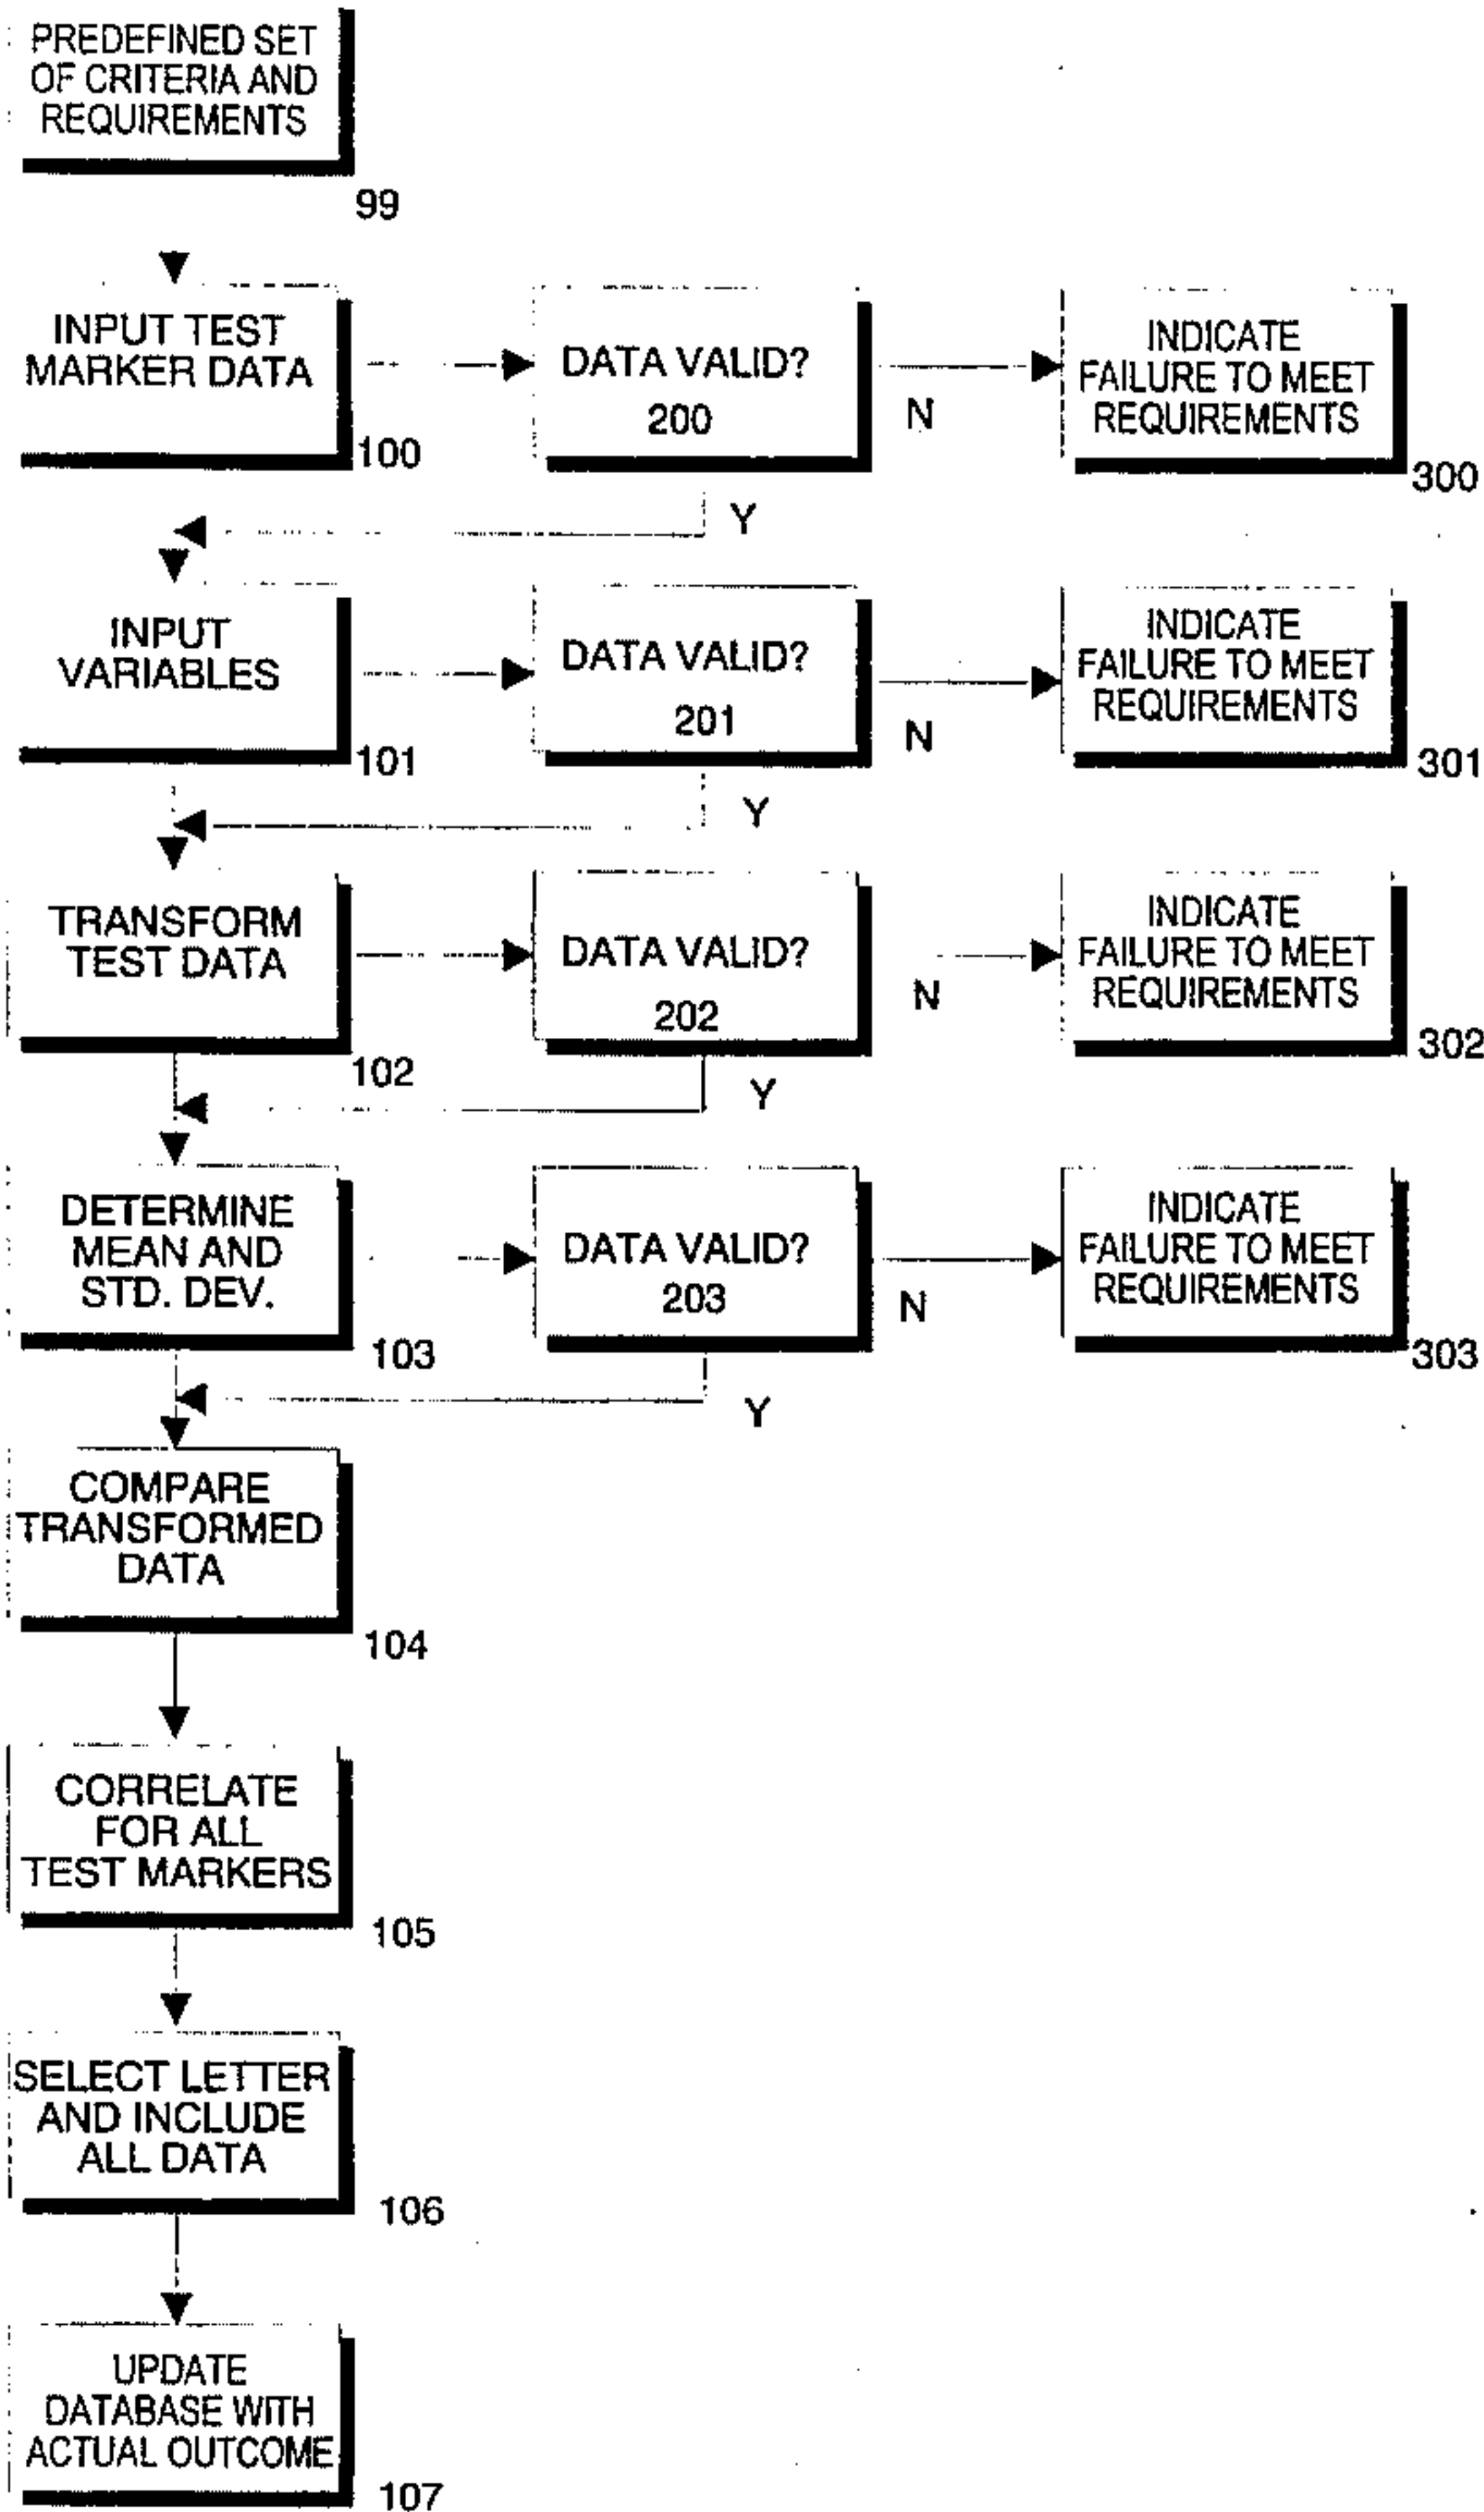 PREDEFINED SET
OF CRITERIA AND
REQUIREMENTS
99
INPUT TEST
MARKER DATA
100
DATA VALID?
200
N
Y
INDICATE
FAILURE TO MEET
REQUIREMENTS
300
INPUT
VARIABLES
101
DATA VALID?
201
N
Y
INDICATE
FAILURE TO MEET
REQUIREMENTS
301
TRANSFORM
TEST DATA
102
DATA VALID?
202
N
Y
INDICATE
FAILURE TO MEET
REQUIREMENTS
302
DETERMINE
MEAN AND
STD. DEV.
103
DATA VALID?
203
N
Y
INDICATE
FAILURE TO MEET
REQUIREMENTS
303
COMPARE
TRANSFORMED
DATA
104
CORRELATE
FOR ALL
TEST MARKERS
105
SELECT LETTER
AND INCLUDE
ALL DATA
106
UPDATE
DATABASE WITH
ACTUAL OUTCOME
107